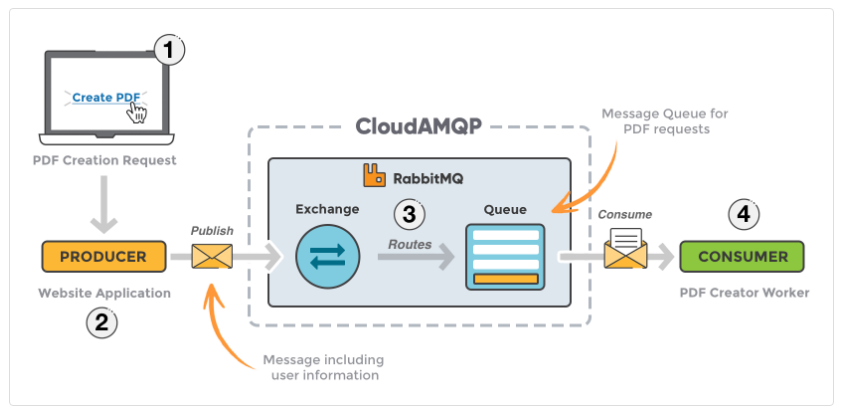 1
Create PDF
PDF Creation Request
CloudAMQP
Message Queue for
PDF requests
RabbitMQ
Exchange
3
Queue
Routes
Publish
Consume
4
PRODUCER
CONSUMER
Website Application
PDF Creator Worker
2
Message including
user information